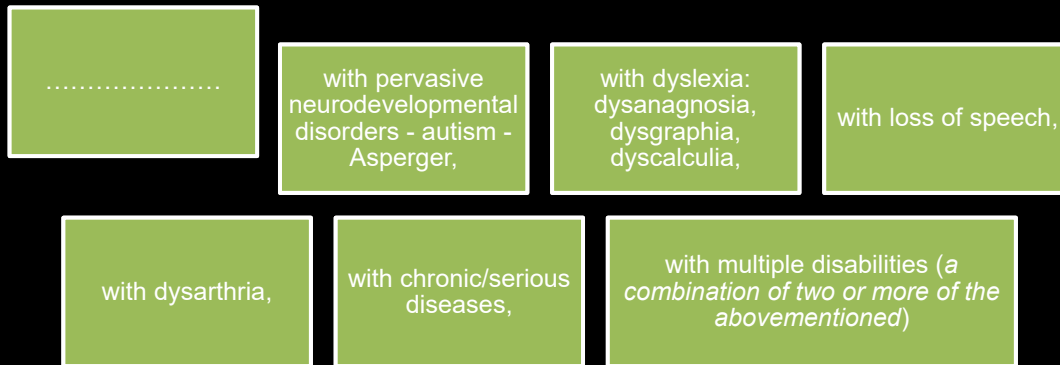 .....................
with pervasive
neurodevelopmental
disorders - autism -
Asperger,
with dyslexia:
dysanagnosia,
dysgraphia,
dyscalculia,
with loss of speech,
with dysarthria,
with chronic/serious
diseases,
with multiple disabilities (a
combination of two or more of the
abovementioned)